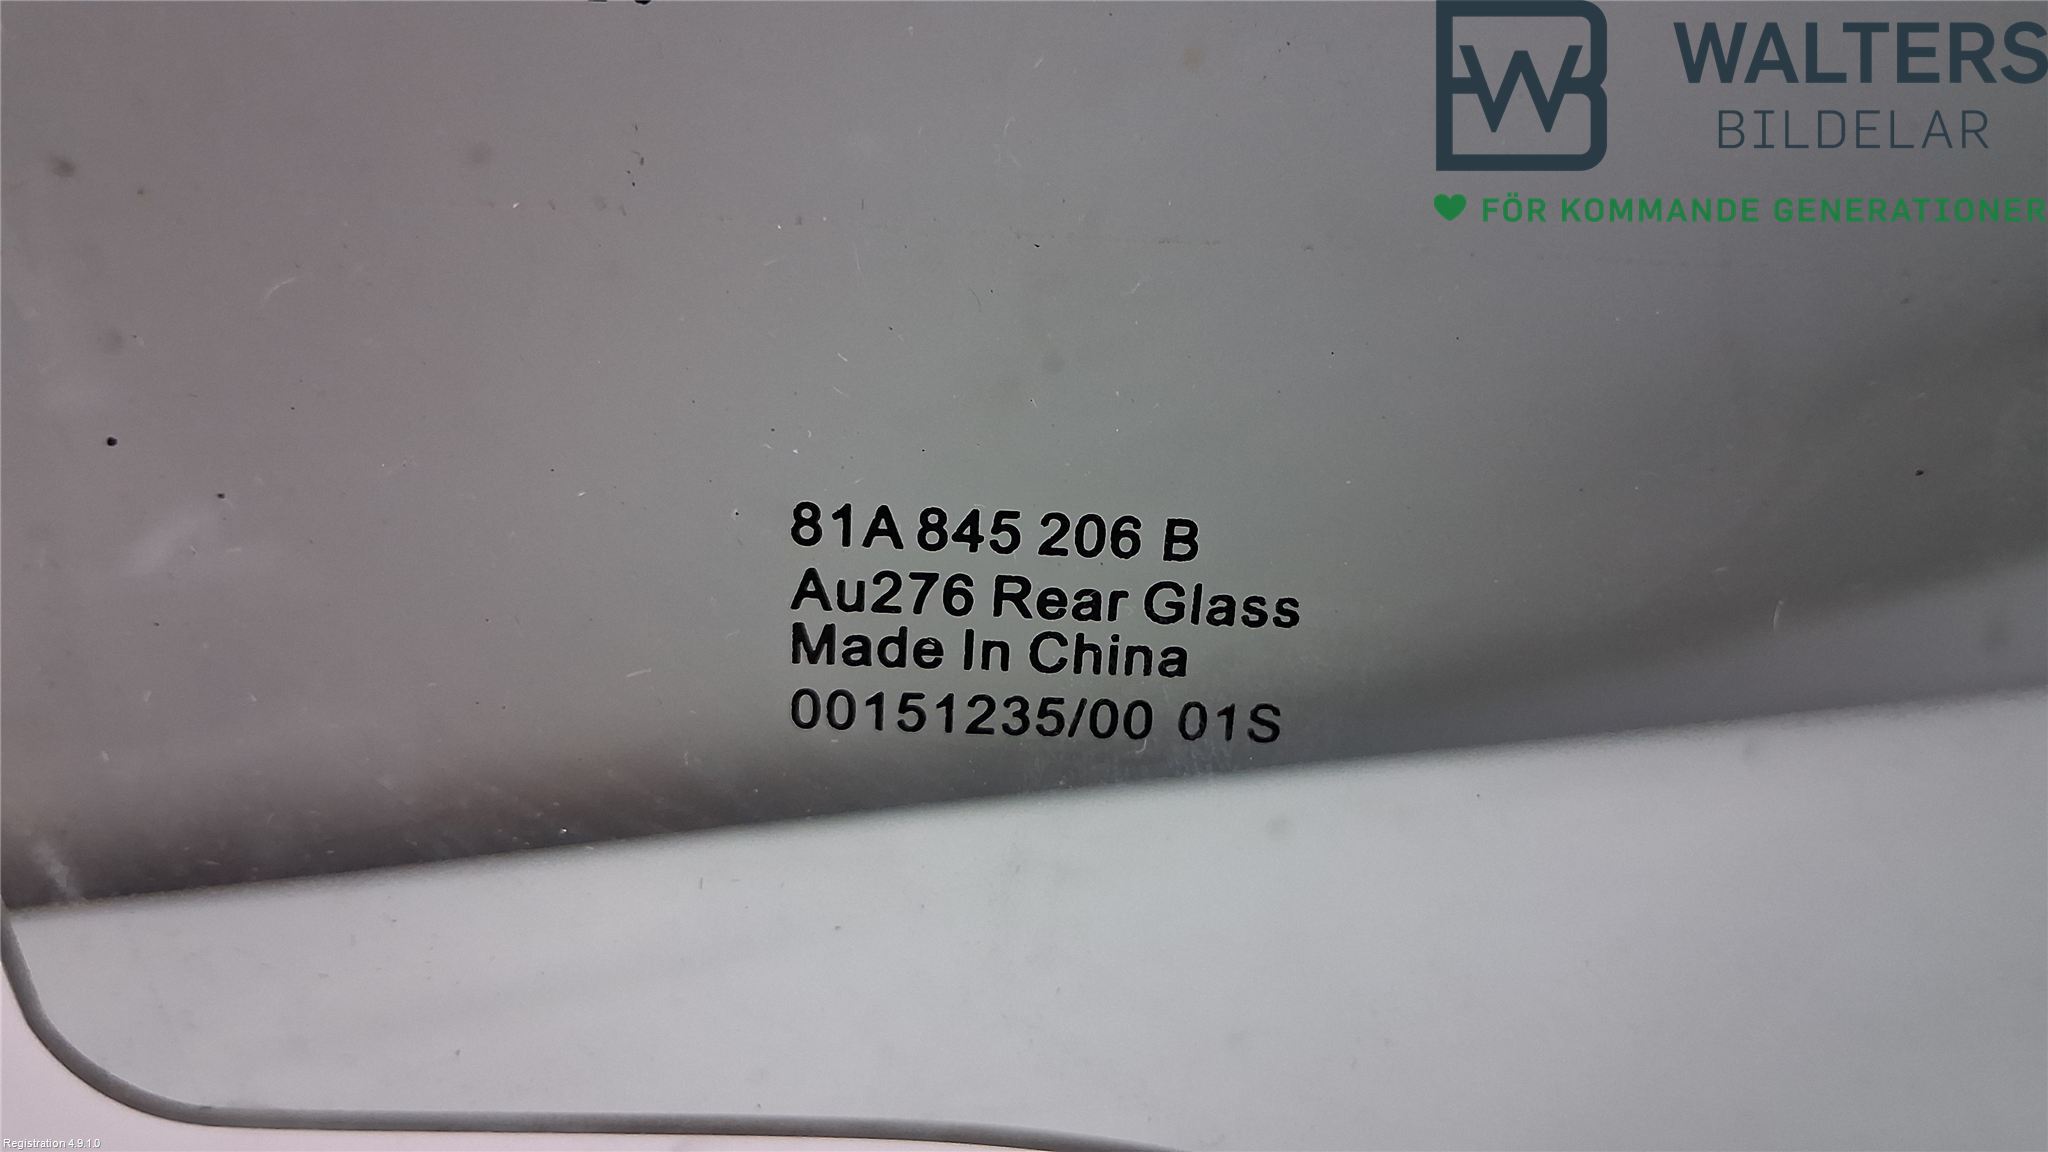 WALTERS
BILDELAR
FÖR KOMMANDE GENERATIONER
81A 845 206 B
Au276 Rear Glass
Made In China
00151235/00 01S
Registration 4.9.1.0